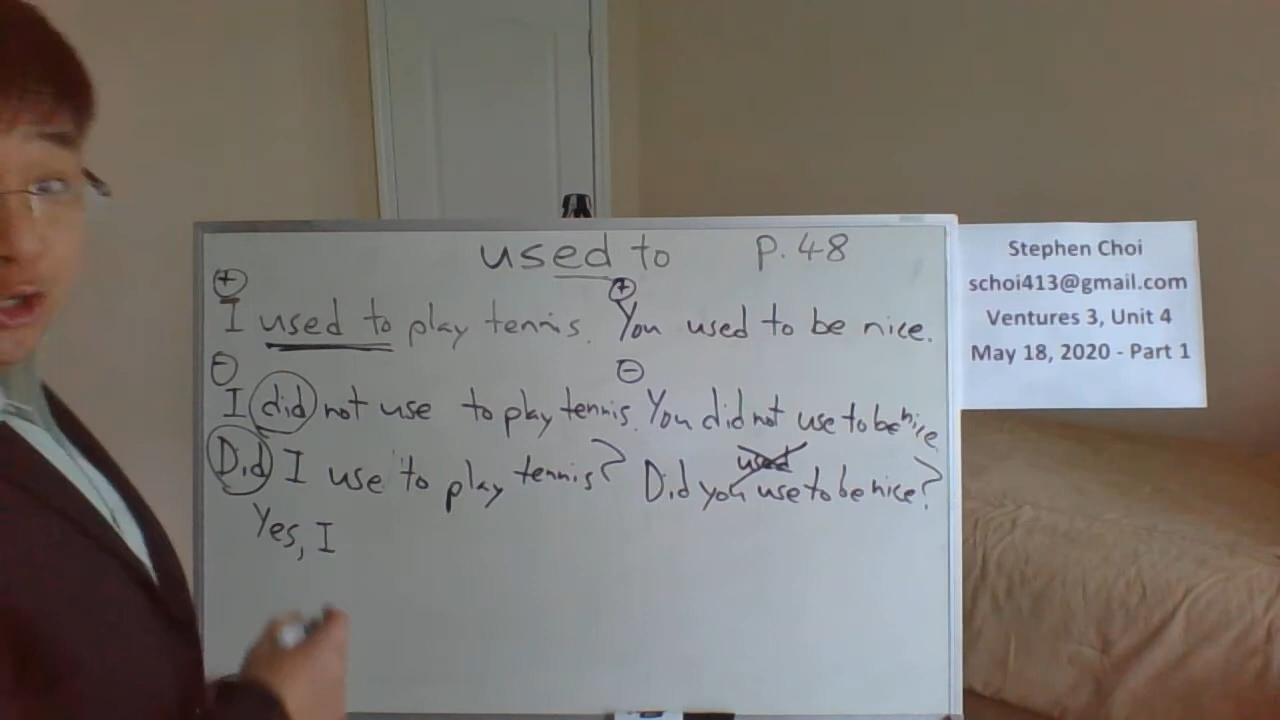 used to p.48
+ +
I used to play tennis. You used to be nice.
- -
I did not use to play tennis. You did not use to be nice
used
Did I use to play tennis? Did you use to be nice?
Yes, I
Stephen Choi
schoi413@gmail.com
Ventures 3, Unit 4
May 18, 2020 - Part 1